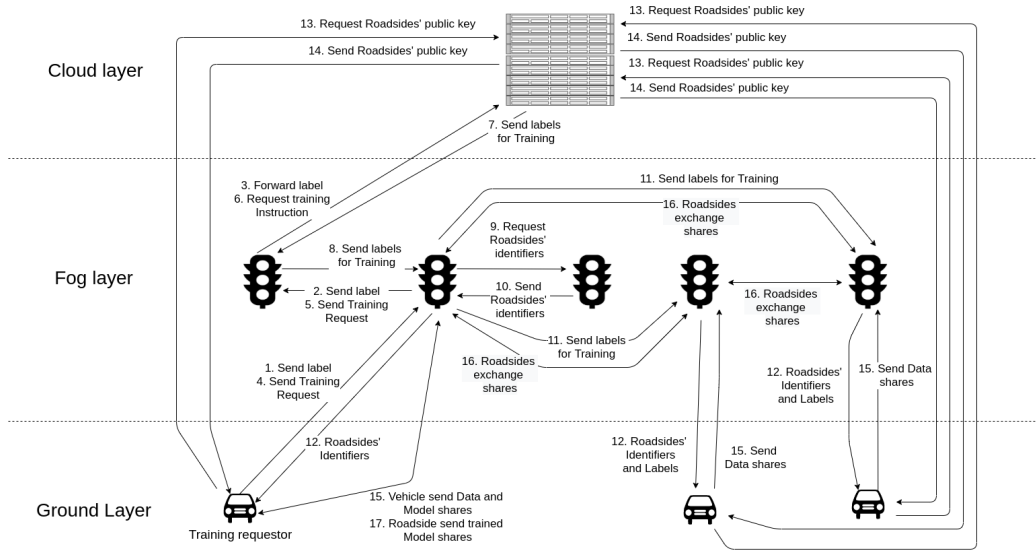 13. Request Roadsides' public key
14. Send Roadsides' public key
13. Request Roadsides' public key
14. Send Roadsides' public key
13. Request Roadsides' public key
14. Send Roadsides' public key
Cloud layer
7. Send labels
for Training
3. Forward label
6. Request training
Instruction
11. Send labels for Training
16. Roadsides
exchange
shares
9. Request
Roadsides'
identifiers
8. Send labels
for Training
Fog layer
2. Send label
5. Send Training
Request
10. Send
Roadsides'
identifiers
16. Roadsides
exchange
shares
11. Send labels
for Training
16. Roadsides
exchange
shares
1. Send label
4. Send Training
Request
12. Roadsides'
Identifiers
and Labels
15. Send Data
shares
12. Roadsides'
Identifiers
12. Roadsides'
Identifiers
and Labels
15. Send
Data shares
Ground Layer
Training requestor
15. Vehicle send Data and
Model shares
17. Roadside send trained
Model shares